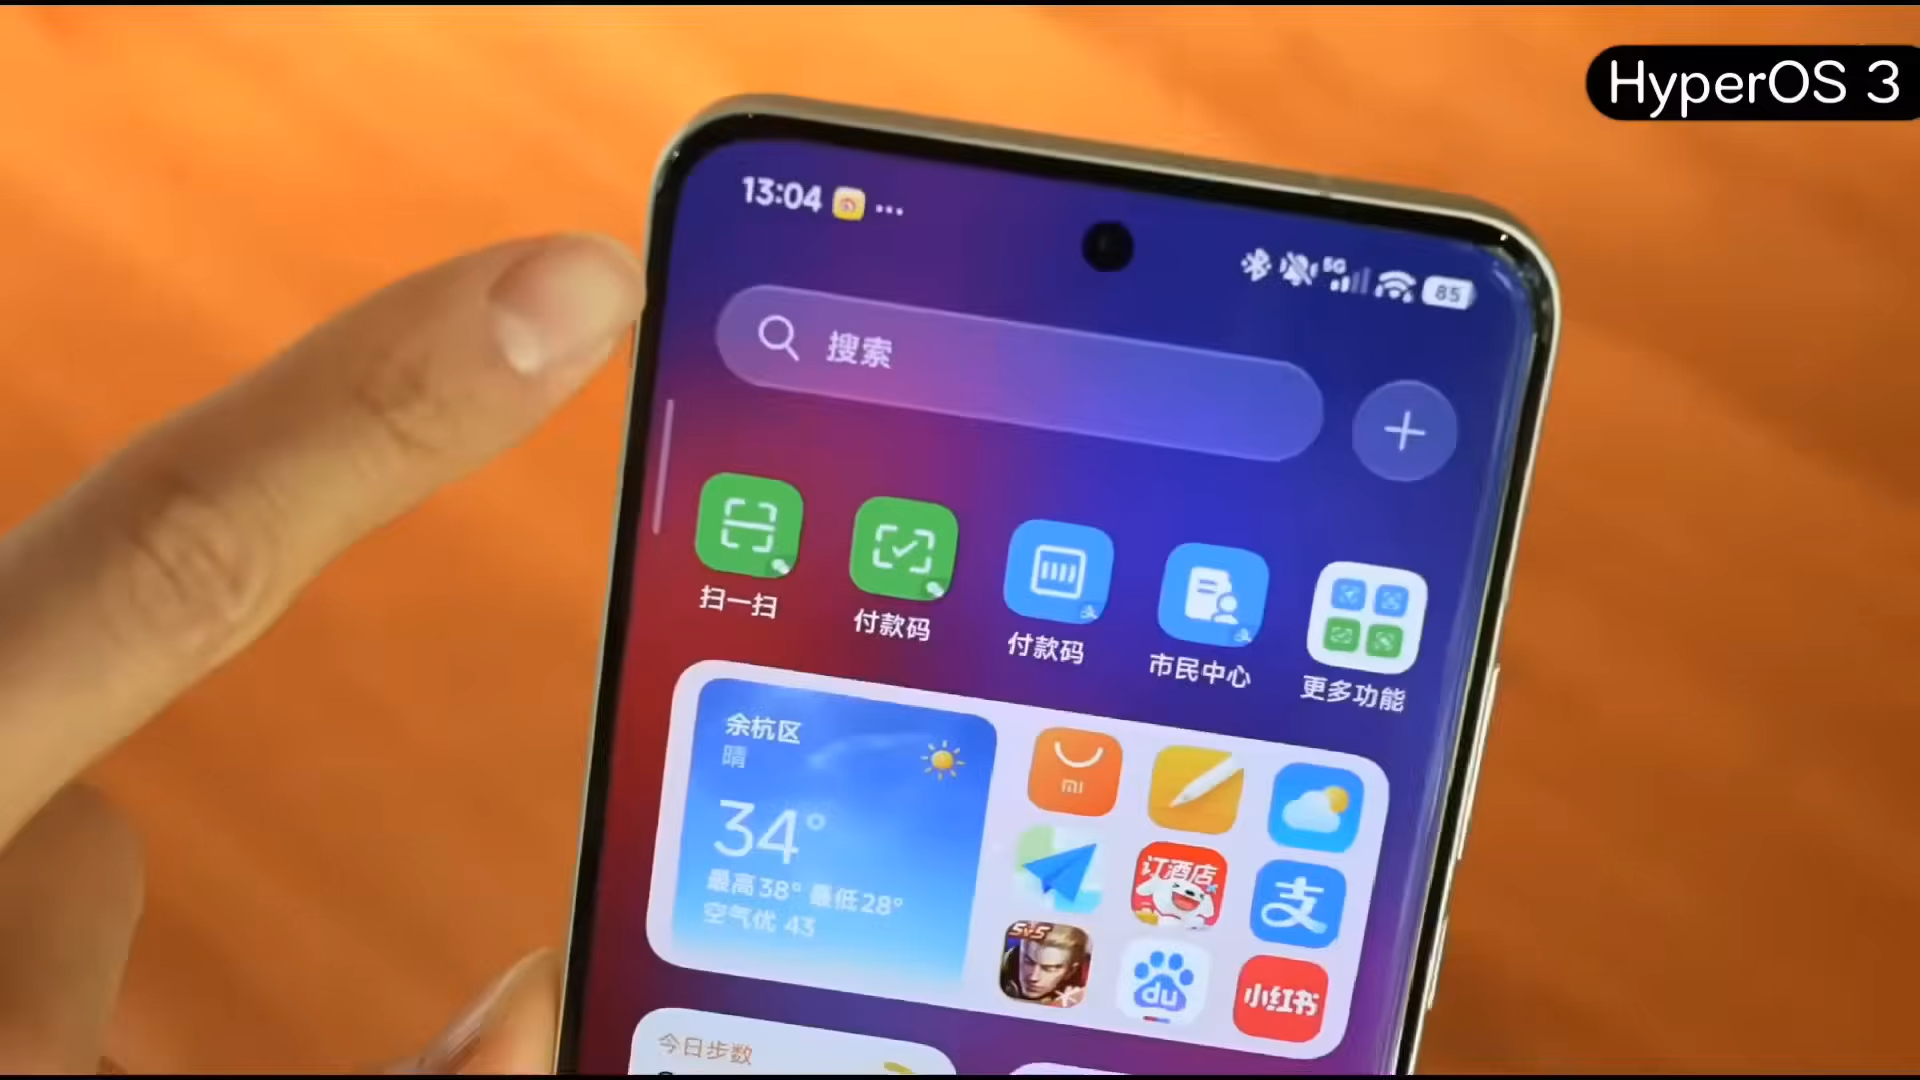 HyperOS 3
13:04
5G
85
搜索
扫一扫
付款码
付款码
市民中心
更多功能
余杭区
晴
34°
最高38° 最低28°
空气优 43
mi
订酒店
支
5v5
du
小红书
今日步数